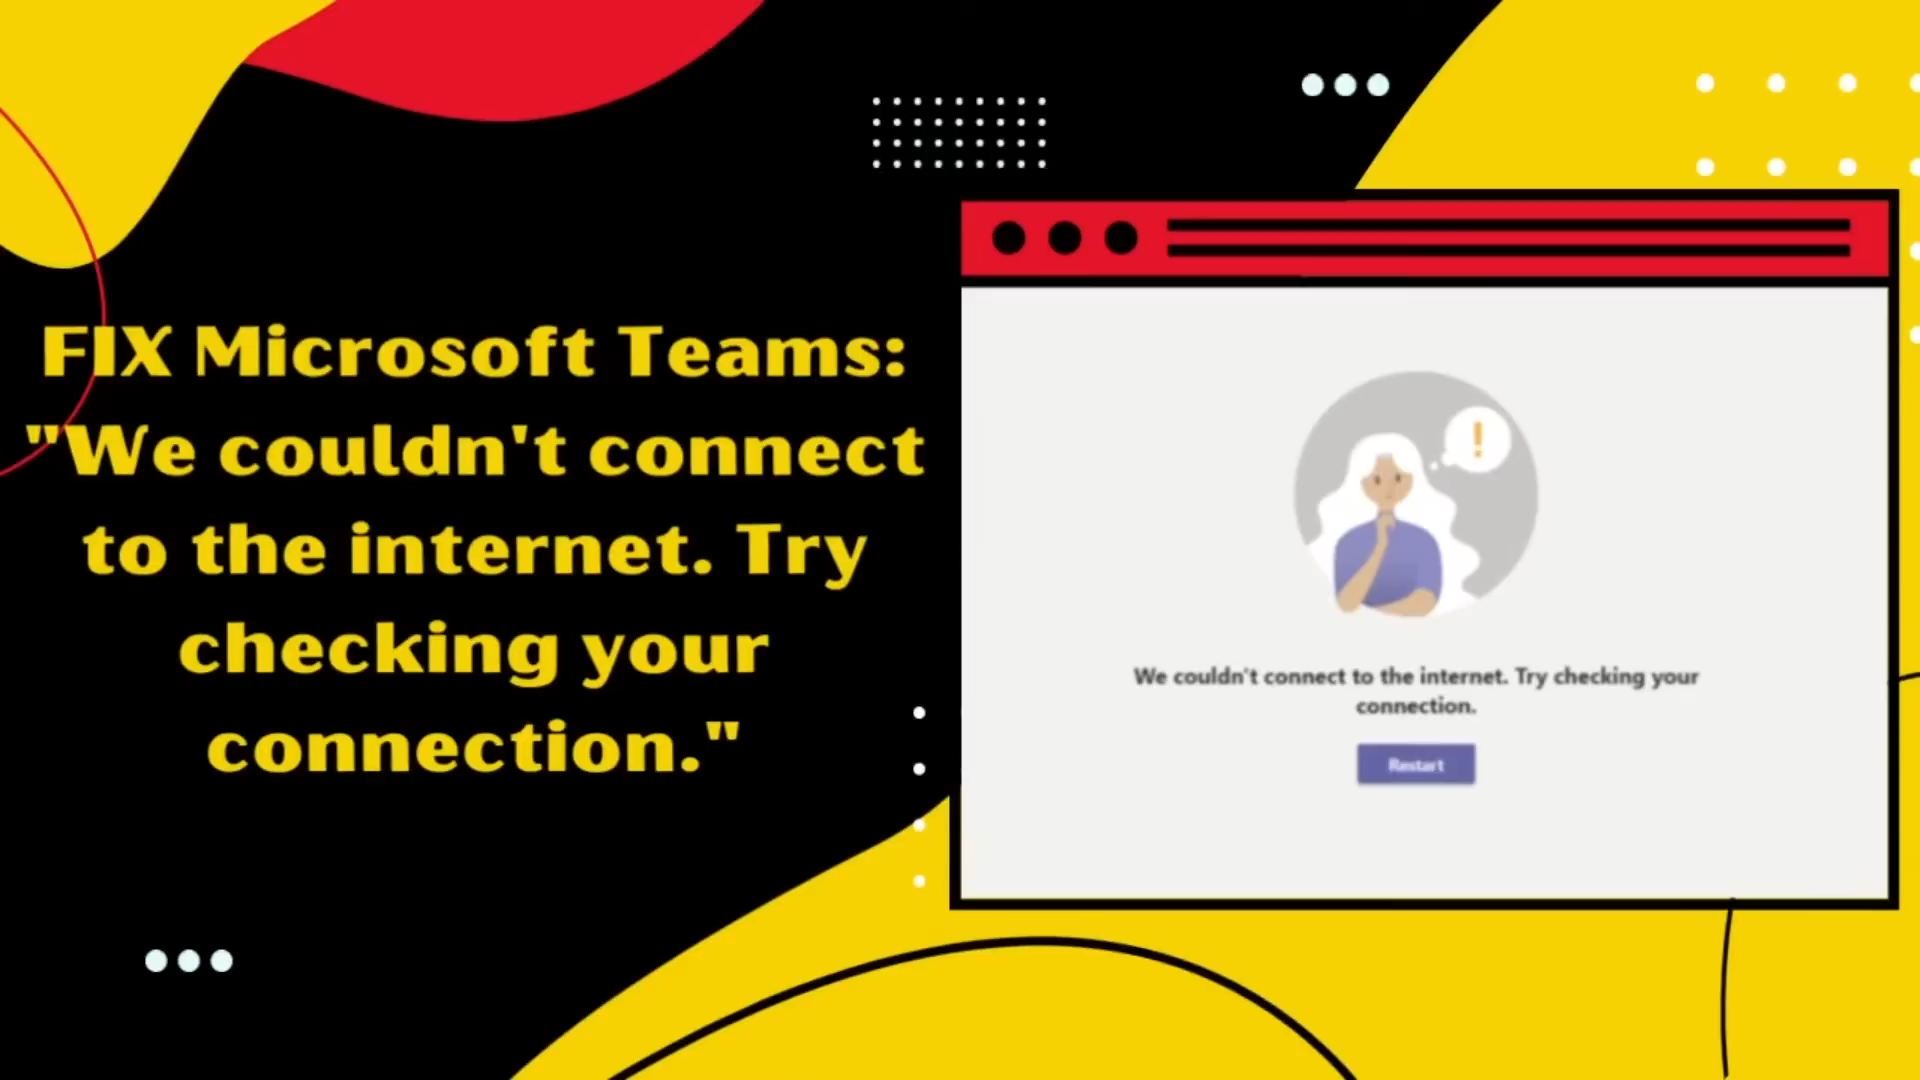 FIX Microsoft Teams:
"We couldn't connect
to the internet. Try
checking your
connection."
!
We couldn't connect to the internet. Try checking your
connection.
Restart